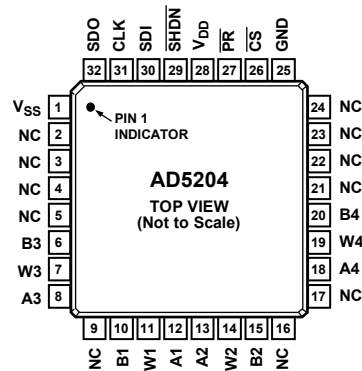 SDO CLK SDI SHDN VDD PR CS GND
32 31 30 29 28 27 26 25
VSS 1 24 NC
NC 2 23 NC
NC 3 22 NC
NC 4 21 NC
NC 5 20 B4
B3 6 19 W4
W3 7 18 A4
A3 8 17 NC
PIN 1
INDICATOR
AD5204
TOP VIEW
(Not to Scale)
9 10 11 12 13 14 15 16
NC B1 W1 A1 A2 W2 B2 NC